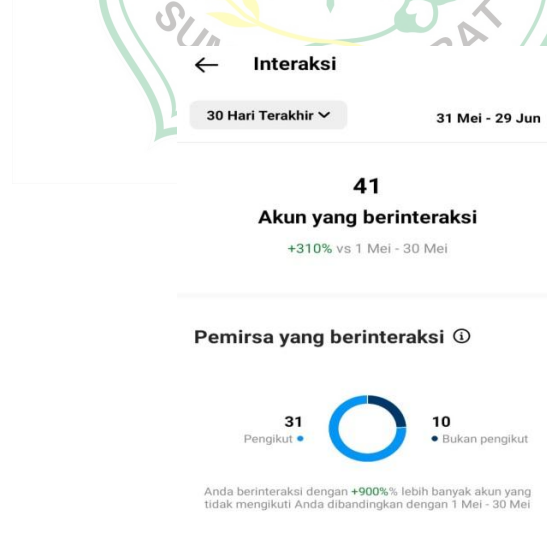 Interaksi
30 Hari Terakhir
31 Mei - 29 Jun
41
Akun yang berinteraksi
+310% vs 1 Mei - 30 Mei
Pemirsa yang berinteraksi
31
Pengikut
10
Bukan pengikut
Anda berinteraksi dengan +900%% lebih banyak akun yang
tidak mengikuti Anda dibandingkan dengan 1 Mei - 30 Mei